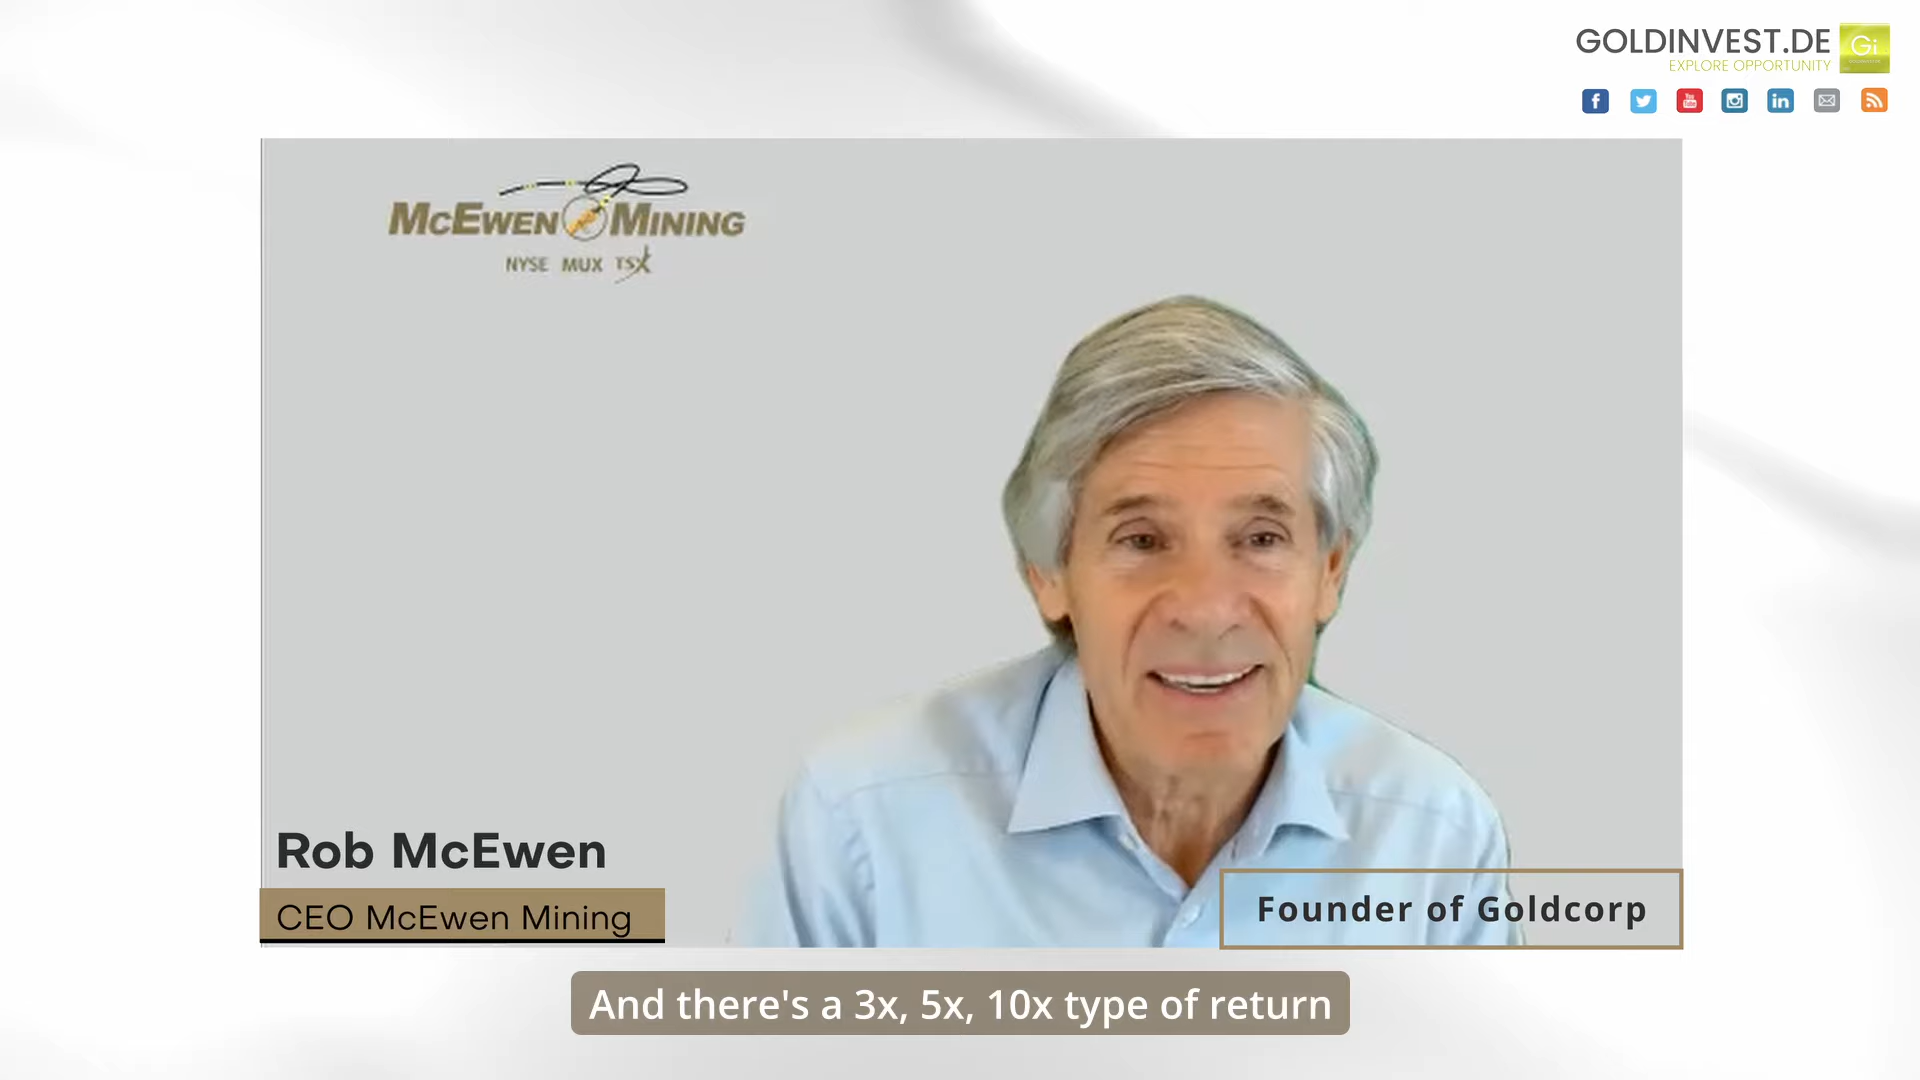 GOLDINVEST.DE
Gi
EXPLORE OPPORTUNITY
McEWEN MINING
NYSE MUX TSX
Rob McEwen
CEO McEwen Mining
Founder of Goldcorp
And there's a 3x, 5x, 10x type of return